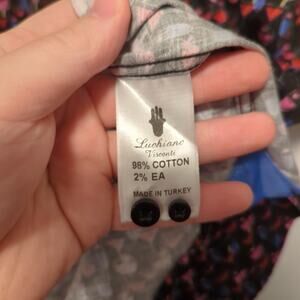 Luchiano
Visconti
98% COTTON
2% EA
MADE IN TURKEY